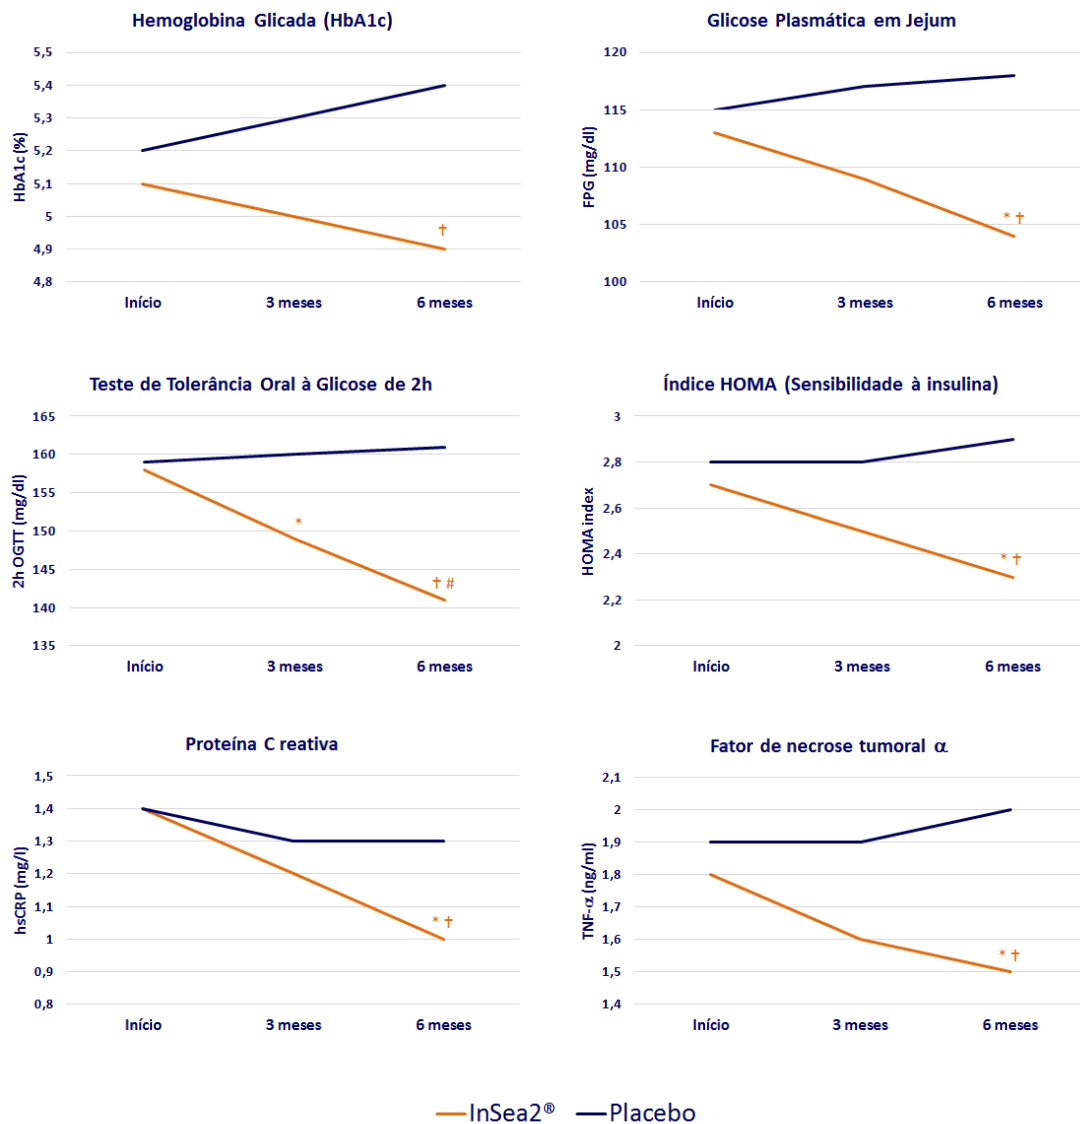 Hemoglobina Glicada (HbA1c)
HbA1c (%)
5,5
5,4
5,3
5,2
5,1
5
4,9
4,8
†
Início 3 meses 6 meses
Glicose Plasmática em Jejum
FPG (mg/dl)
120
115
110
105
100
* †
Início 3 meses 6 meses
Teste de Tolerância Oral à Glicose de 2h
2h OGTT (mg/dl)
165
160
155
150
145
140
135
*
† #
Início 3 meses 6 meses
Índice HOMA (Sensibilidade à insulina)
HOMA index
3
2,8
2,6
2,4
2,2
2
* †
Início 3 meses 6 meses
Proteína C reativa
hsCRP (mg/l)
1,5
1,4
1,3
1,2
1,1
1
0,9
0,8
* †
Início 3 meses 6 meses
Fator de necrose tumoral α
TNF-α (ng/ml)
2,1
2
1,9
1,8
1,7
1,6
1,5
1,4
* †
Início 3 meses 6 meses
InSea2® Placebo